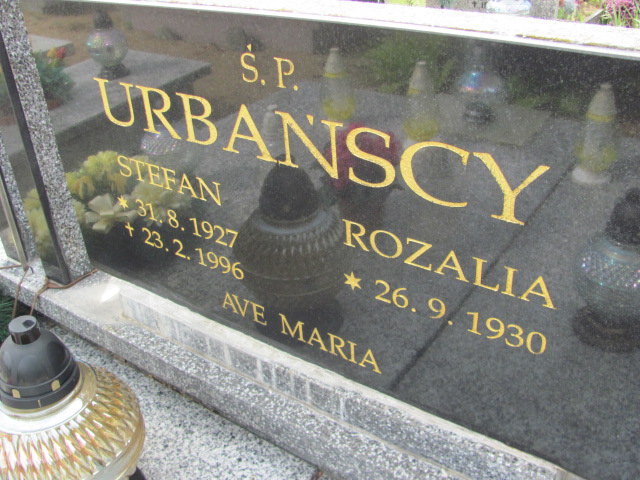 Ś. P.
URBAŃSCY
STEFAN
* 31. 8. 1927
+ 23. 2. 1996
ROZALIA
* 26. 9. 1930
AVE MARIA